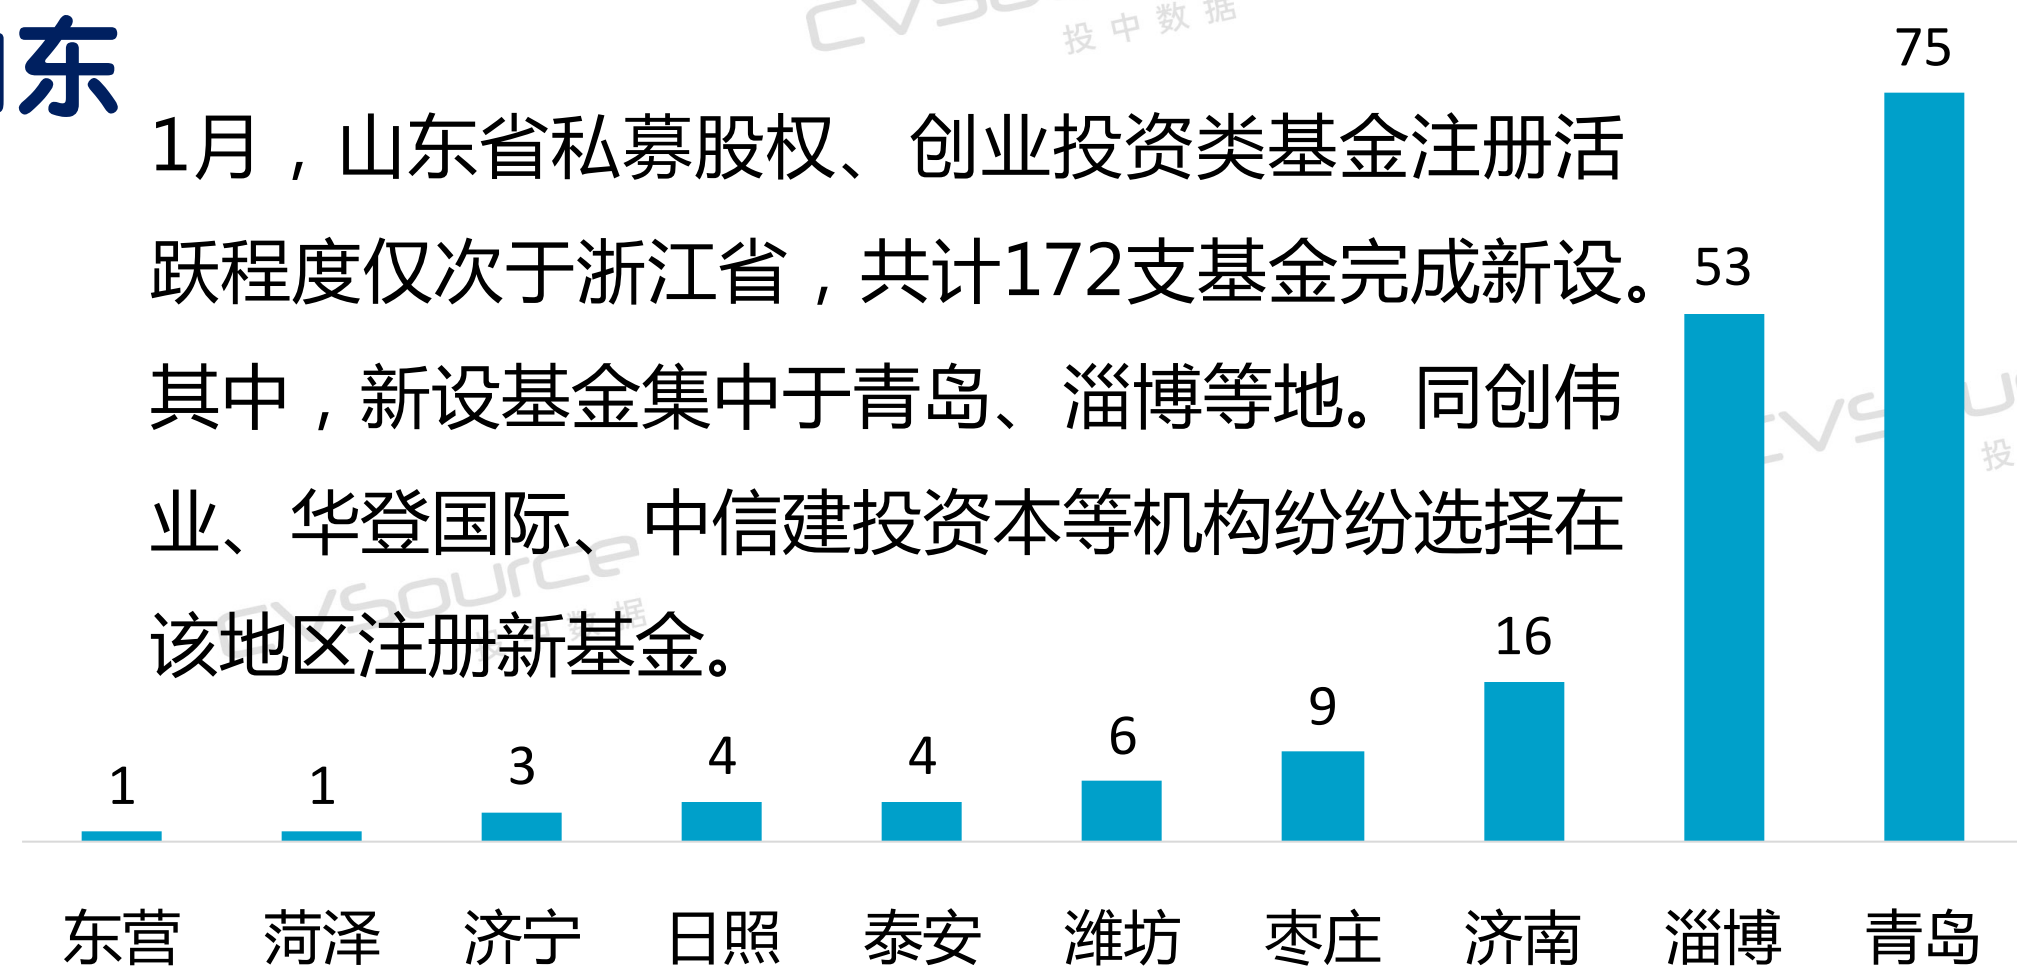 东
CVSource
投中数据
75
1月，山东省私募股权、创业投资类基金注册活
跃程度仅次于浙江省，共计172支基金完成新设。
53
其中，新设基金集中于青岛、淄博等地。同创伟
业、华登国际、中信建投资本等机构纷纷选择在
CVSource
投中数据
该地区注册新基金。
16
9
6
4
4
3
1
1
东营 菏泽 济宁 日照 泰安 潍坊 枣庄 济南 淄博 青岛